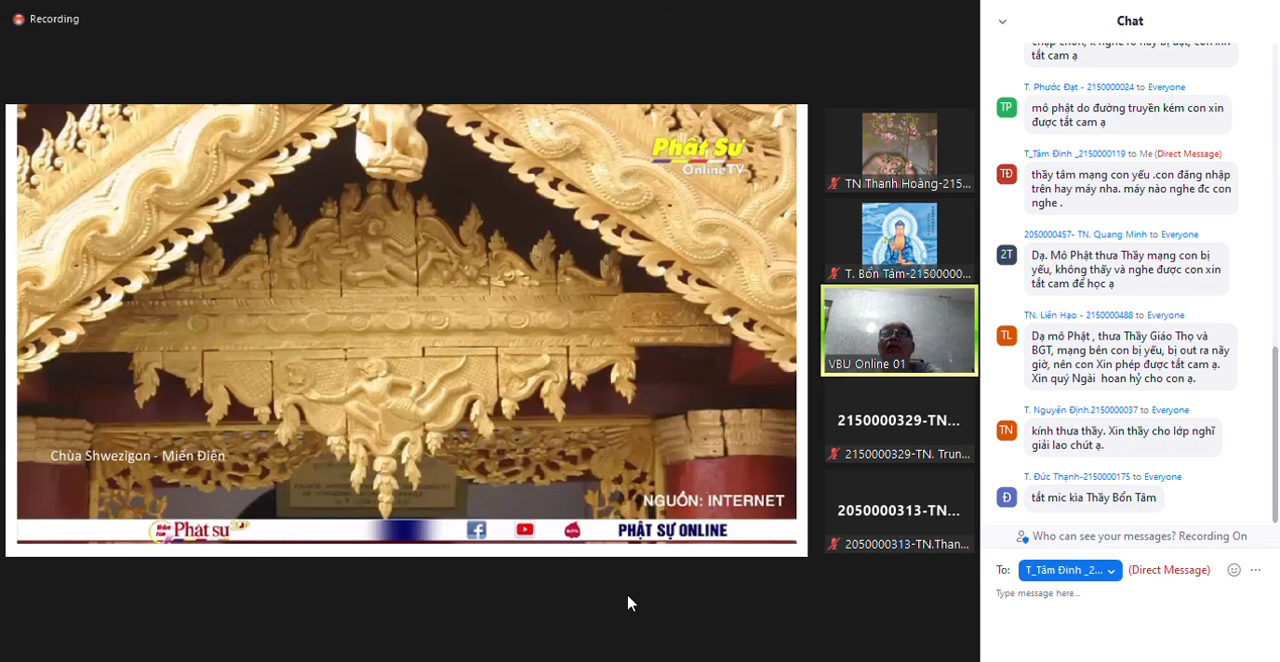 Recording
Phật Sự
OnlineTV
Chùa Shwezigon - Miến Điện
NGUỒN: INTERNET
Phật sự
PHẬT SỰ ONLINE
TN Thanh Hoàng-215...
T. Bổn Tâm-21500000...
VBU Online 01
2150000329-TN...
2150000329-TN. Trun...
2050000313-TN...
2050000313-TN.Than...
Chat
tắt cam ạ
T. Phước Đạt - 2150000024 to Everyone
TP
mô phật do đường truyền kém con xin
được tắt cam ạ
T_Tâm Đinh _2150000119 to Me (Direct Message)
TĐ
thầy tâm mạng con yếu .con đăng nhập
trên hay máy nha. máy nào nghe đc con
nghe .
2050000457- TN. Quang Minh to Everyone
2T
Dạ. Mô Phật thưa Thầy mạng con bị
yếu, không thấy và nghe được con xin
tắt cam để học ạ
TN. Liên Hạo - 2150000488 to Everyone
TL
Dạ mô Phật , thưa Thầy Giáo Thọ và
BGT, mạng bên con bị yếu, bị out ra nãy
giờ, nên con Xin phép được tắt cam ạ.
Xin quý Ngài hoan hỷ cho con ạ.
T. Nguyên Định.2150000037 to Everyone
TN
kính thưa thầy. Xin thầy cho lớp nghĩ
giải lao chút ạ.
T. Đức Thạnh-2150000175 to Everyone
Đ
tắt mic kìa Thầy Bổn Tâm
Who can see your messages? Recording On
To: T_Tâm Đinh _2... (Direct Message)
Type message here...